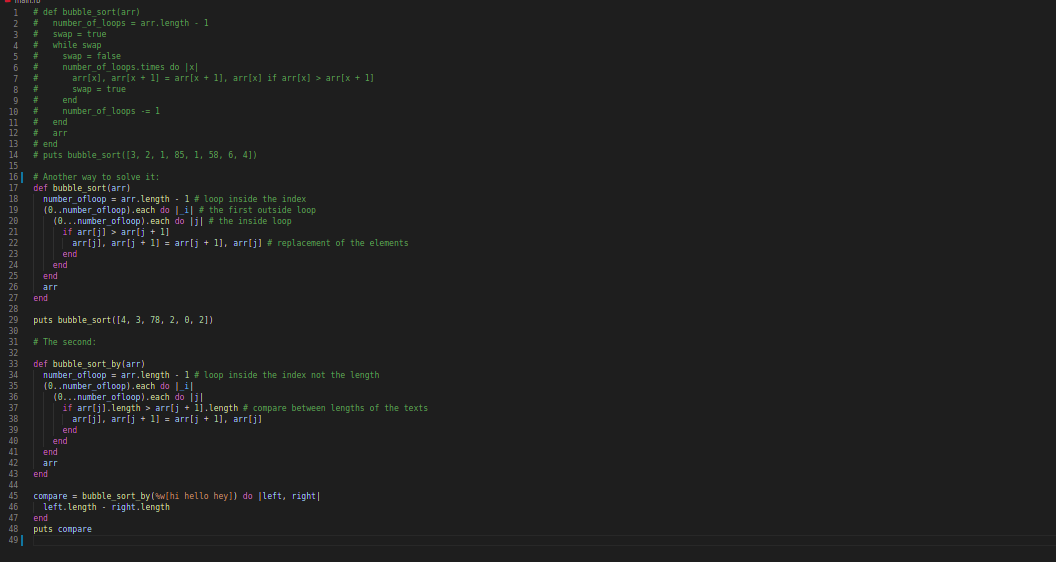 main.rb
1 # def bubble_sort(arr)
2 #   number_of_loops = arr.length - 1
3 #   swap = true
4 #   while swap
5 #     swap = false
6 #     number_of_loops.times do |x|
7 #       arr[x], arr[x + 1] = arr[x + 1], arr[x] if arr[x] > arr[x + 1]
8 #       swap = true
9 #     end
10 #     number_of_loops -= 1
11 #   end
12 #   arr
13 # end
14 # puts bubble_sort([3, 2, 1, 85, 1, 58, 6, 4])
15
16 # Another way to solve it:
17 def bubble_sort(arr)
18   number_ofloop = arr.length - 1 # loop inside the index
19   (0..number_ofloop).each do |_i| # the first outside loop
20     (0...number_ofloop).each do |j| # the inside loop
21       if arr[j] > arr[j + 1]
22         arr[j], arr[j + 1] = arr[j + 1], arr[j] # replacement of the elements
23       end
24     end
25   end
26   arr
27 end
28
29 puts bubble_sort([4, 3, 78, 2, 0, 2])
30
31 # The second:
32
33 def bubble_sort_by(arr)
34   number_ofloop = arr.length - 1 # loop inside the index not the length
35   (0..number_ofloop).each do |_i|
36     (0...number_ofloop).each do |j|
37       if arr[j].length > arr[j + 1].length # compare between lengths of the texts
38         arr[j], arr[j + 1] = arr[j + 1], arr[j]
39       end
40     end
41   end
42   arr
43 end
44
45 compare = bubble_sort_by(%w[hi hello hey]) do |left, right|
46   left.length - right.length
47 end
48 puts compare
49